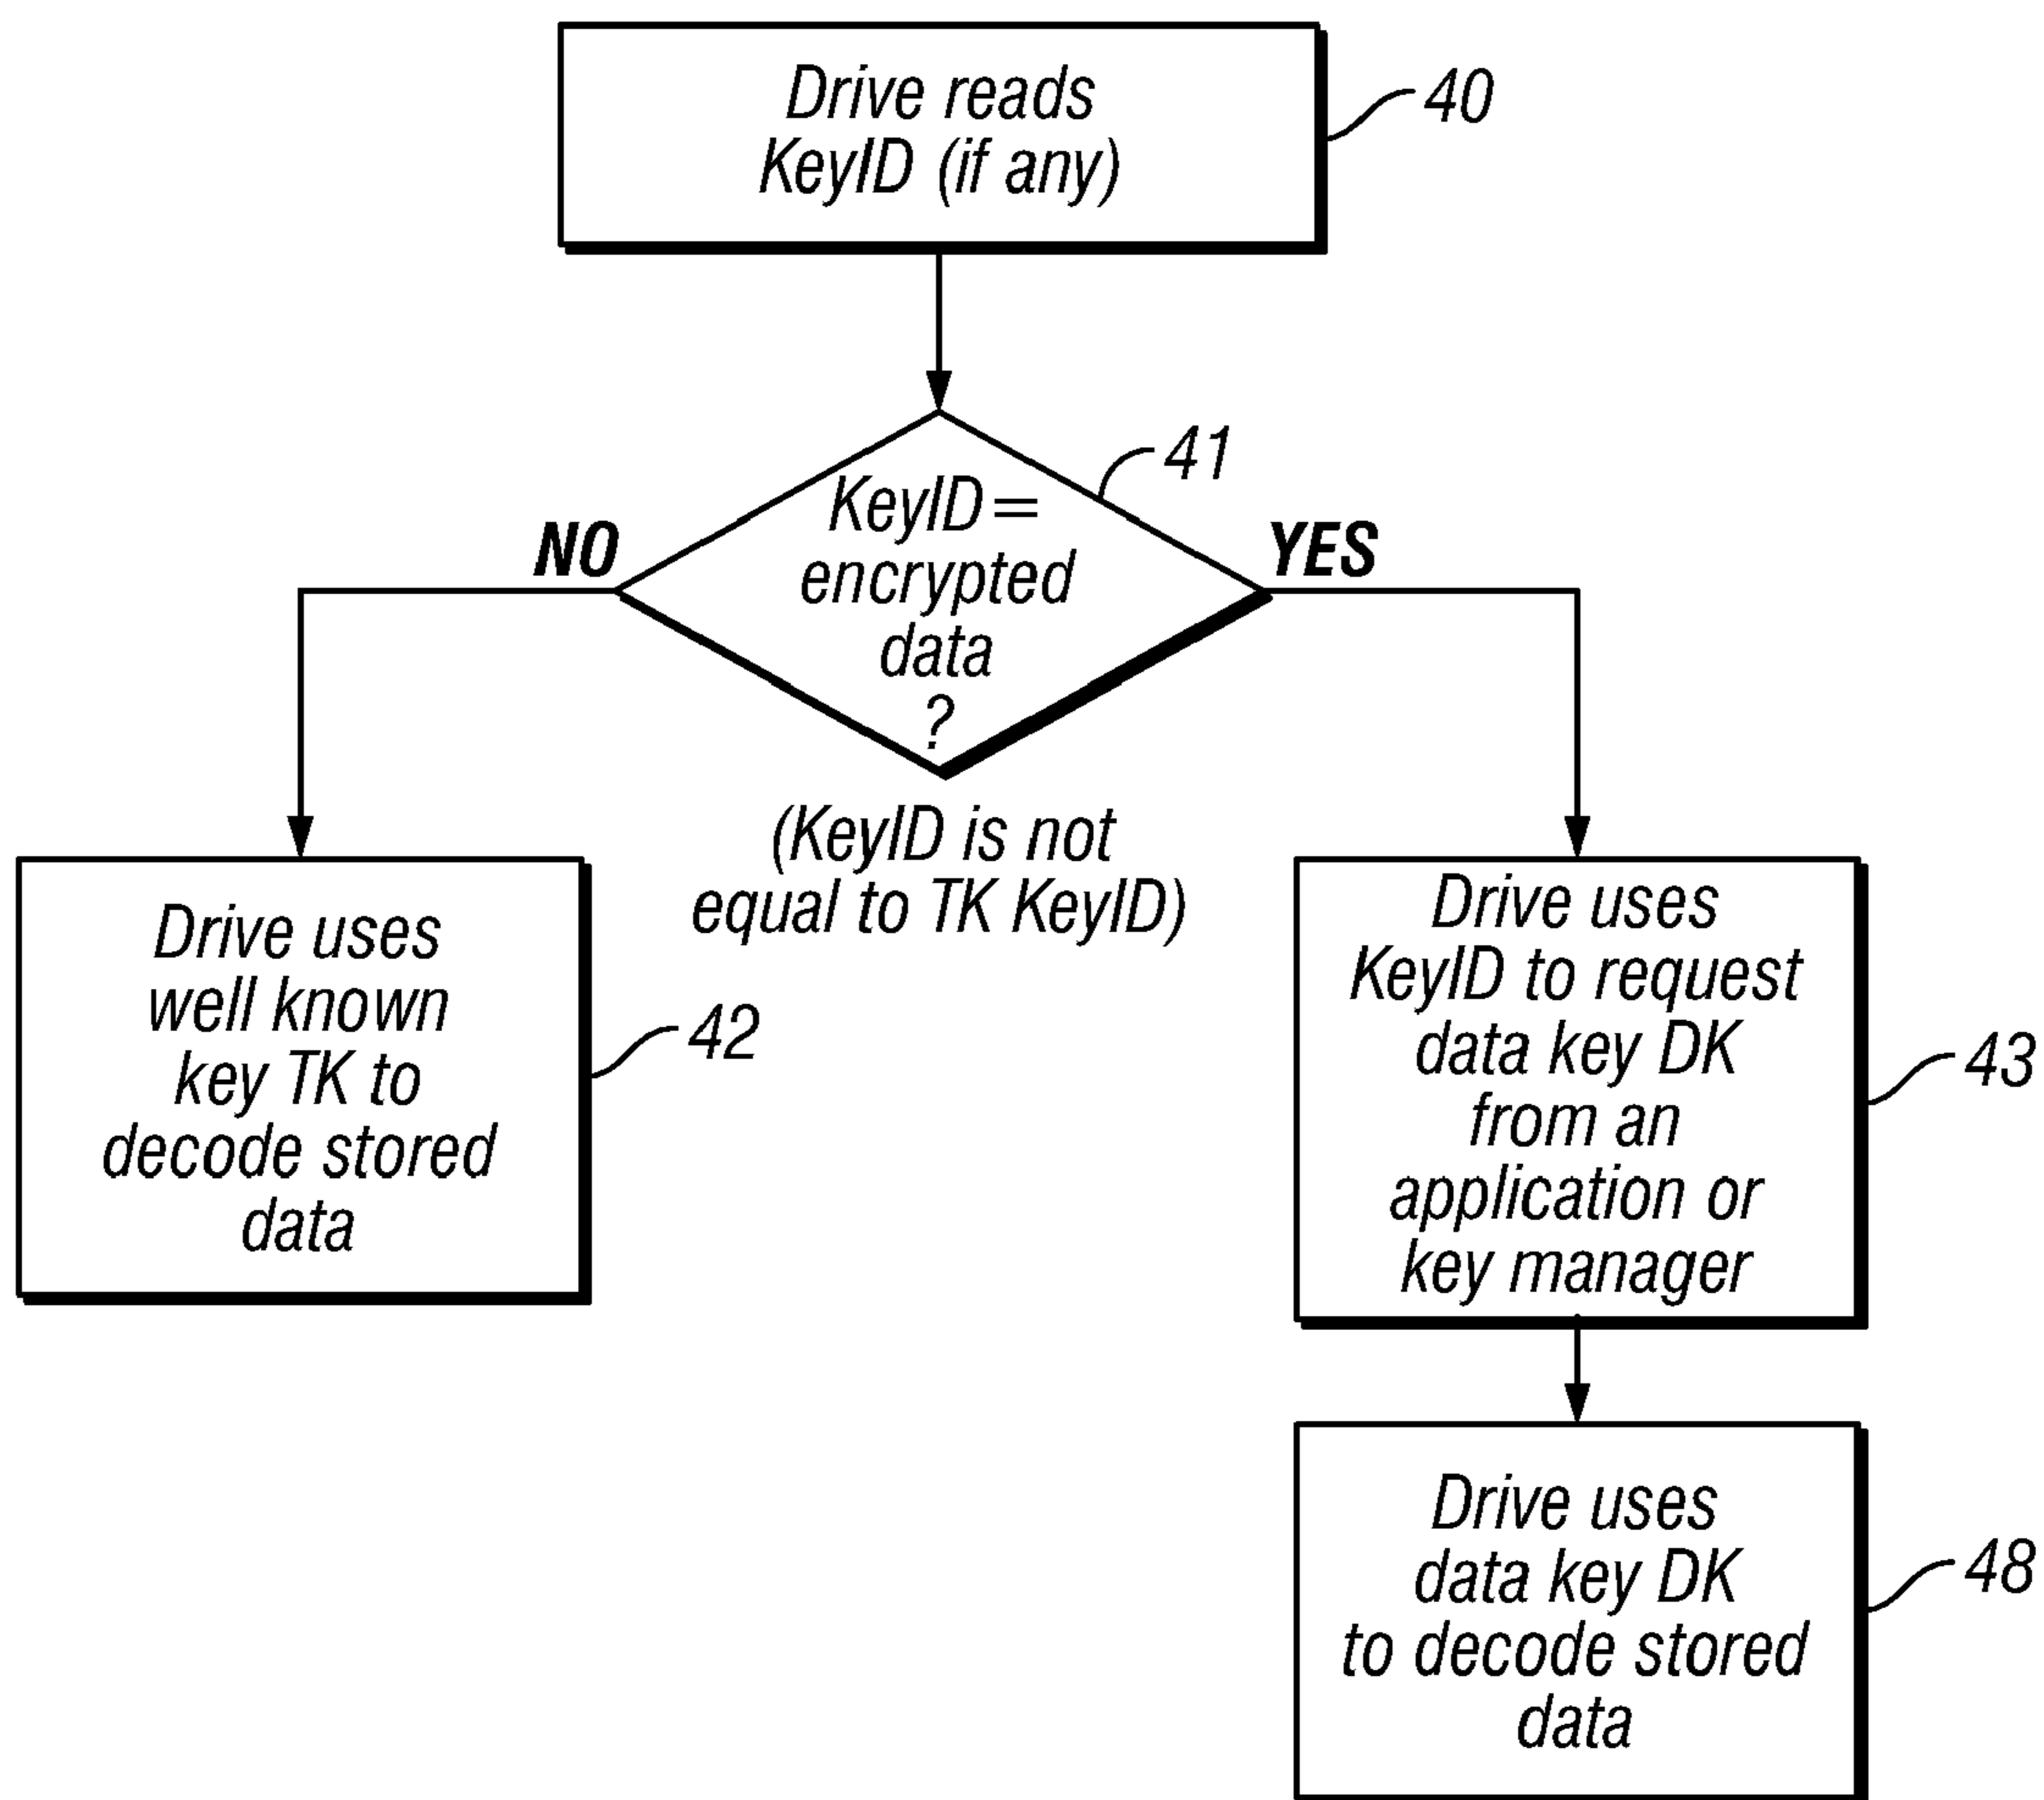 Drive reads
KeyID (if any)
40
41
KeyID=
encrypted
data
?
NO
YES
(KeyID is not
equal to TK KeyID)
Drive uses
well known
key TK to
decode stored
data
42
Drive uses
KeyID to request
data key DK
from an
application or
key manager
43
Drive uses
data key DK
to decode stored
data
48